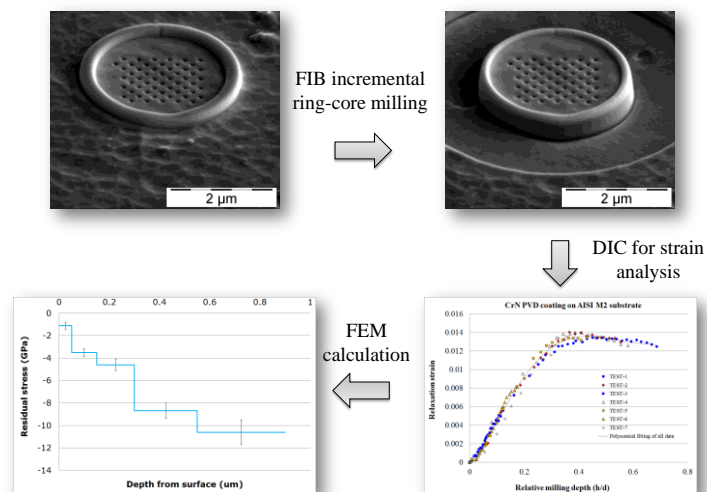 FIB incremental
ring-core milling
2 µm
2 µm
DIC for strain
analysis
0 0.2 0.4 0.6 0.8 1
0
-2
-4
-6
-8
-10
-12
-14
Residual stress (GPa)
Depth from surface (um)
FEM
calculation
CrN PVD coating on AISI M2 substrate
0.016
0.014
0.012
0.01
0.008
0.006
0.004
0.002
0
Relaxation strain
TEST-1
TEST-2
TEST-3
TEST-4
TEST-5
TEST-6
TEST-7
Polynomial fitting of all data
0 0.2 0.4 0.6 0.8
Relative milling depth (h/d)